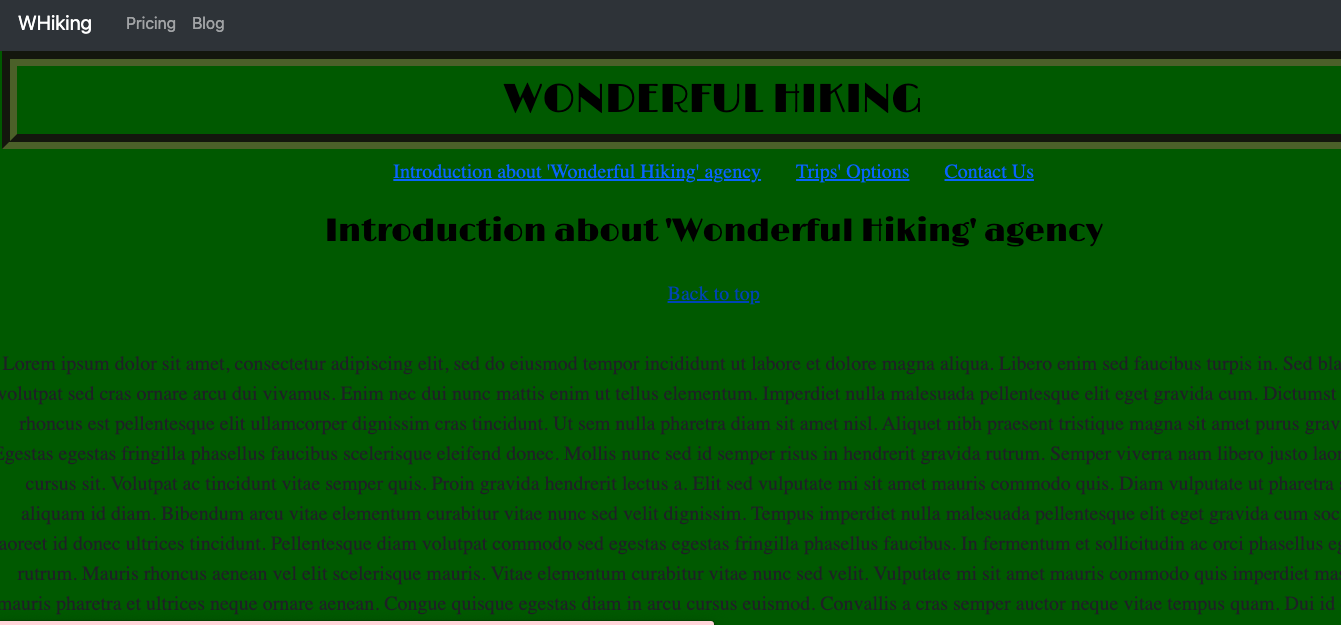 WHiking Pricing Blog
WONDERFUL HIKING
Introduction about 'Wonderful Hiking' agency Trips' Options Contact Us
Introduction about 'Wonderful Hiking' agency
Back to top
Lorem ipsum dolor sit amet, consectetur adipiscing elit, sed do eiusmod tempor incididunt ut labore et dolore magna aliqua. Libero enim sed faucibus turpis in. Sed bla
volutpat sed cras ornare arcu dui vivamus. Enim nec dui nunc mattis enim ut tellus elementum. Imperdiet nulla malesuada pellentesque elit eget gravida cum. Dictumst
rhoncus est pellentesque elit ullamcorper dignissim cras tincidunt. Ut sem nulla pharetra diam sit amet nisl. Aliquet nibh praesent tristique magna sit amet purus grav
Egestas egestas fringilla phasellus faucibus scelerisque eleifend donec. Mollis nunc sed id semper risus in hendrerit gravida rutrum. Semper viverra nam libero justo laor
cursus sit. Volutpat ac tincidunt vitae semper quis. Proin gravida hendrerit lectus a. Elit sed vulputate mi sit amet mauris commodo quis. Diam vulputate ut pharetra
aliquam id diam. Bibendum arcu vitae elementum curabitur vitae nunc sed velit dignissim. Tempus imperdiet nulla malesuada pellentesque elit eget gravida cum soc
aoreet id donec ultrices tincidunt. Pellentesque diam volutpat commodo sed egestas egestas fringilla phasellus faucibus. In fermentum et sollicitudin ac orci phasellus eg
rutrum. Mauris rhoncus aenean vel elit scelerisque mauris. Vitae elementum curabitur vitae nunc sed velit. Vulputate mi sit amet mauris commodo quis imperdiet ma
mauris pharetra et ultrices neque ornare aenean. Congue quisque egestas diam in arcu cursus euismod. Convallis a cras semper auctor neque vitae tempus quam. Dui id